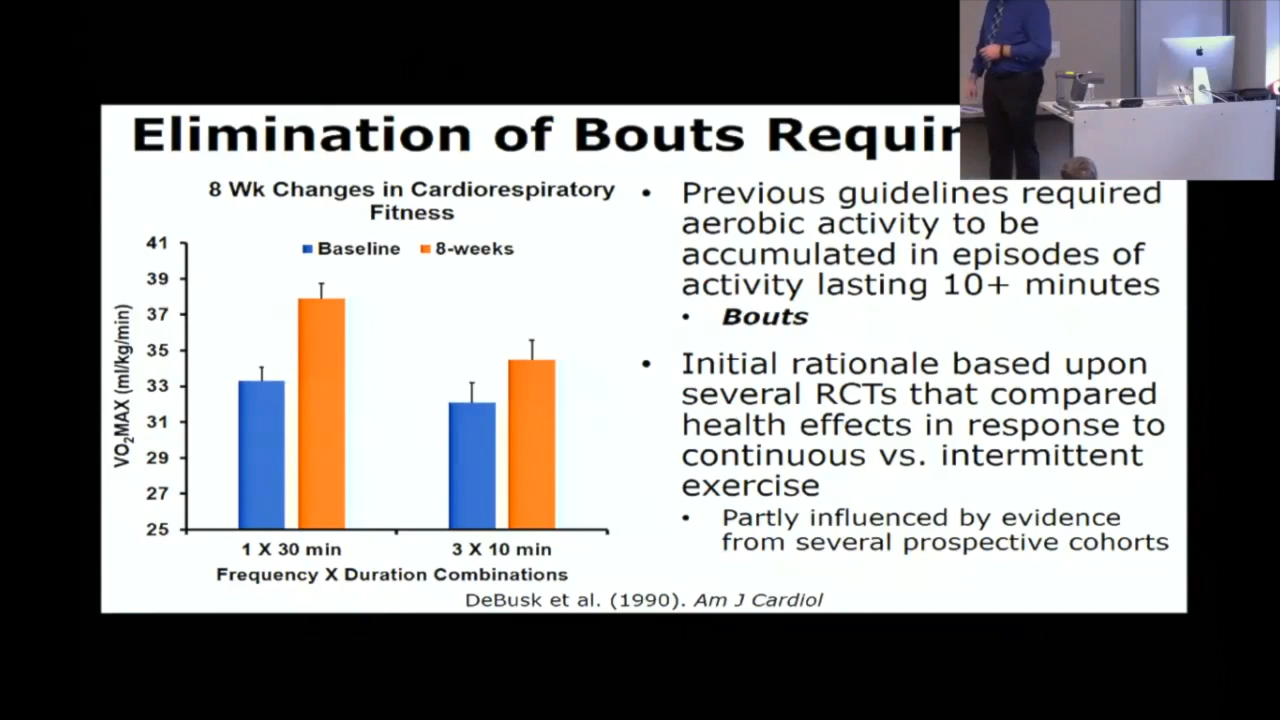 Elimination of Bouts
8 Wk Changes in Cardiorespiratory
Fitness
Baseline 8-weeks
41
39
37
35
33
31
29
27
25
VO2MAX (ml/kg/min)
1 X 30 min 3 X 10 min
Frequency X Duration Combinations
• Previous guidelines required
aerobic activity to be
accumulated in episodes of
activity lasting 10+ minutes
• Bouts
• Initial rationale based upon
several RCTs that compared
health effects in response to
continuous vs. intermittent
exercise
• Partly influenced by evidence
from several prospective cohorts
DeBusk et al. (1990). Am J Cardiol